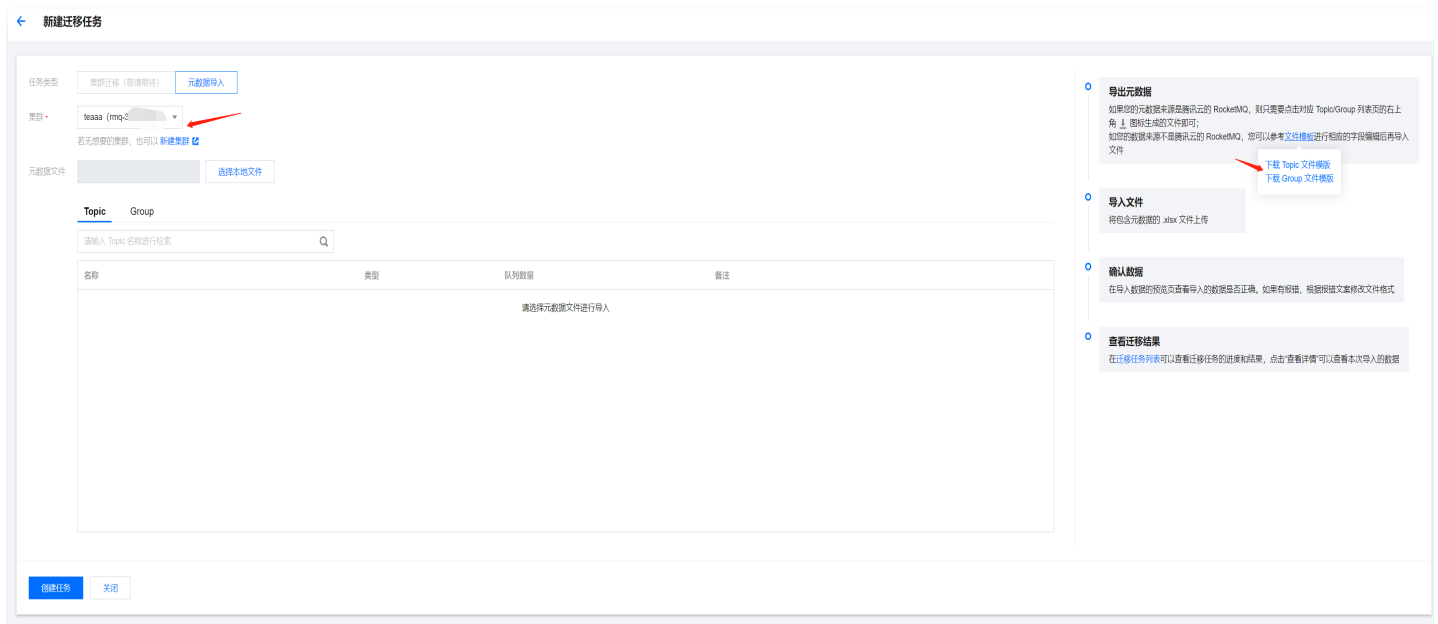 新建迁移任务
任务类型
集群迁移（敬请期待）
元数据导入
集群 *
teaaa（rmq-3
若无想要的集群，也可以 新建集群
元数据文件
选择本地文件
Topic
Group
请输入 Topic 名称进行检索
名称
类型
队列数量
备注
请选择元数据文件进行导入
创建任务
关闭
导出元数据
如果您的元数据来源是腾讯云的 RocketMQ，则只需要点击对应 Topic/Group 列表页的右上
角 图标生成的文件即可；
如您的数据来源不是腾讯云的 RocketMQ，您可以参考文件模板进行相应的字段编辑后再导入
文件
下载 Topic 文件模版
下载 Group 文件模版
导入文件
将包含元数据的 .xlsx 文件上传
确认数据
在导入数据的预览页查看导入的数据是否正确。如果有报错，根据报错文案修改文件格式
查看迁移结果
在迁移任务列表可以查看迁移任务的进度和结果，点击“查看详情”可以查看本次导入的数据